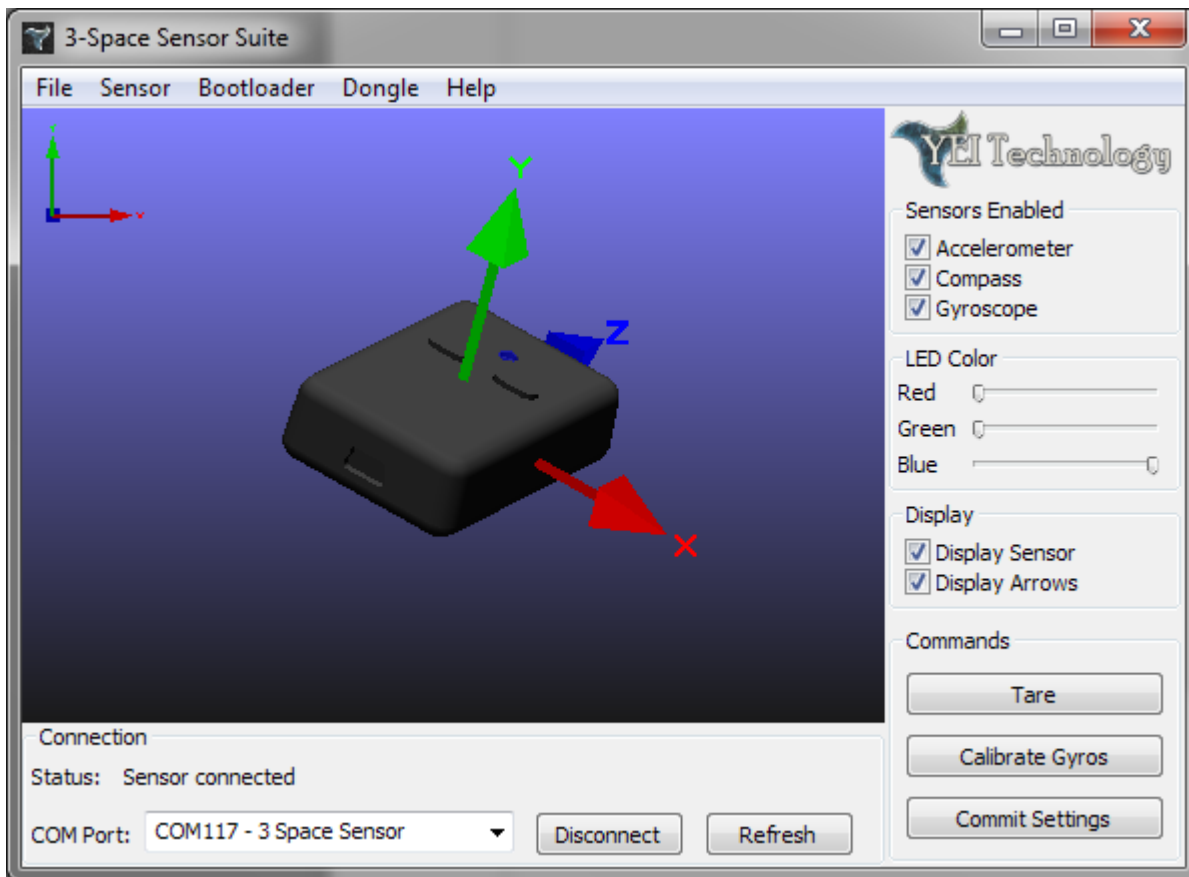 3-Space Sensor Suite
File Sensor Bootloader Dongle Help
Y
X
Y
Z
X
YEI Technology
Sensors Enabled
Accelerometer
Compass
Gyroscope
LED Color
Red
Green
Blue
Display
Display Sensor
Display Arrows
Commands
Tare
Calibrate Gyros
Commit Settings
Connection
Status: Sensor connected
COM Port: COM117 - 3 Space Sensor Disconnect Refresh